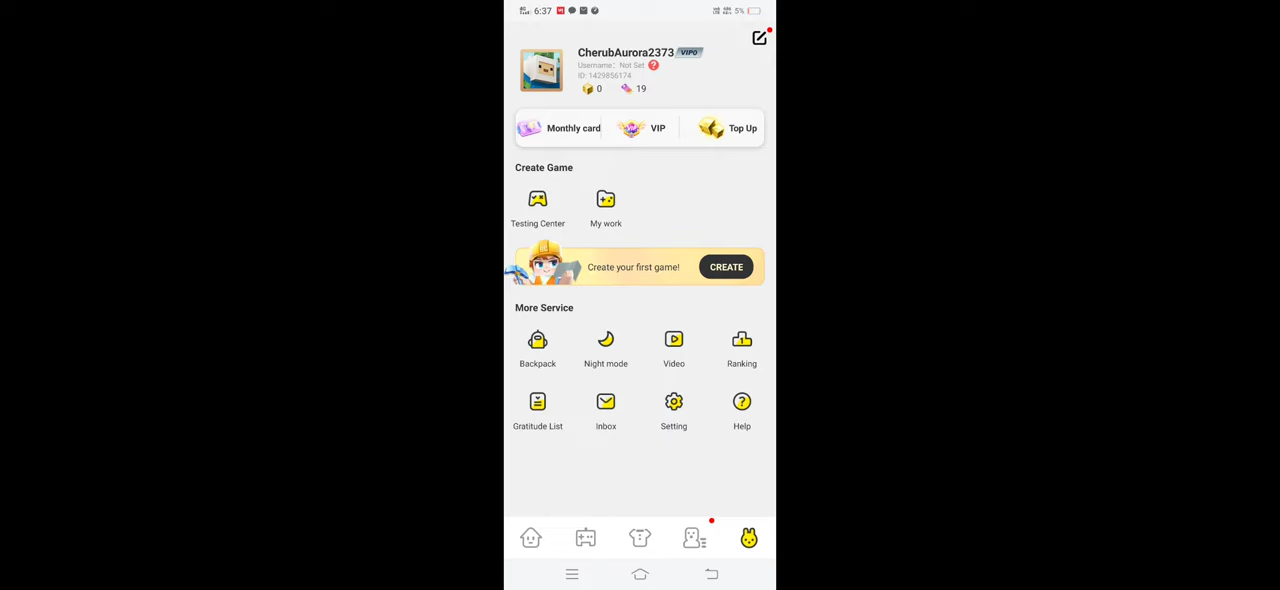 6:37
5%
CherubAurora2373 VIP0
Username: Not Set
ID: 1429856174
0 19
Monthly card VIP Top Up
Create Game
Testing Center My work
Create your first game! CREATE
More Service
Backpack Night mode Video Ranking
Gratitude List Inbox Setting Help